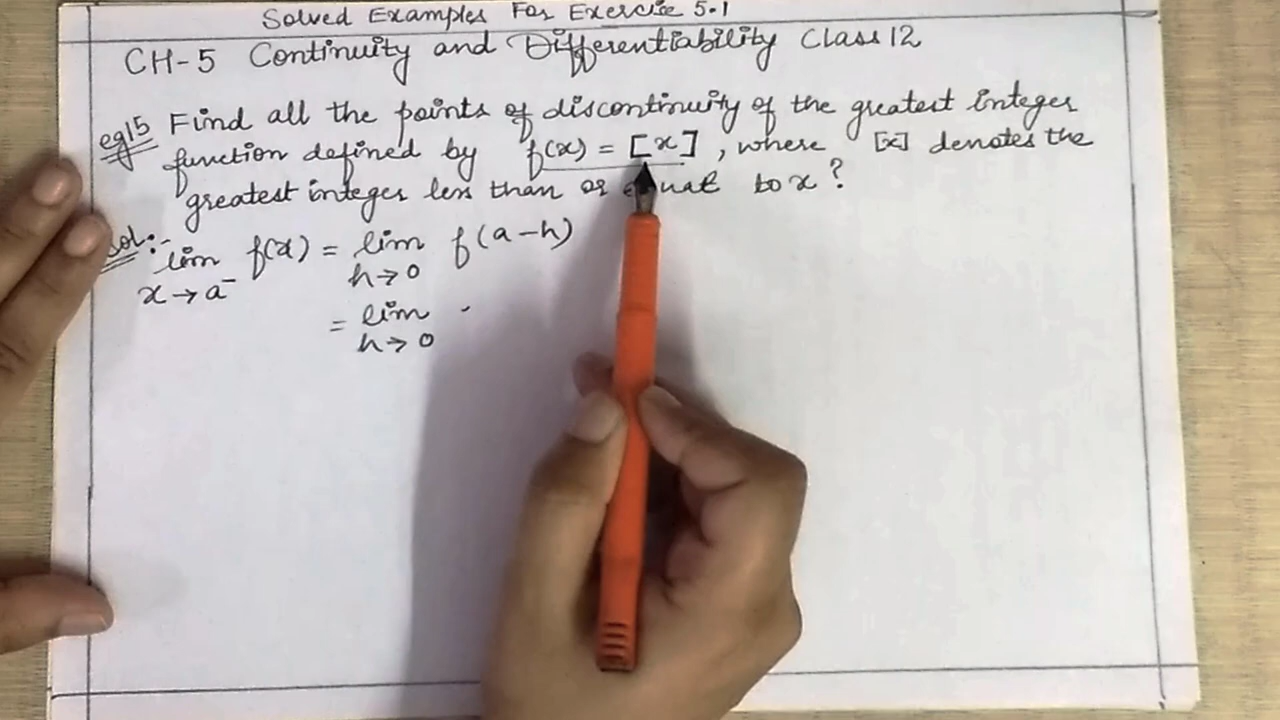 Solved Examples For Exercise 5.1
CH-5 Continuity and Differentiability Class 12
eg15 Find all the points of discontinuity of the greatest integer
function defined by f(x) = [x], where [x] denotes the
greatest integer less than or to x?
Sol:- lim f(x) = lim f(a-h)
x→a⁻ h→0
= lim
h→0